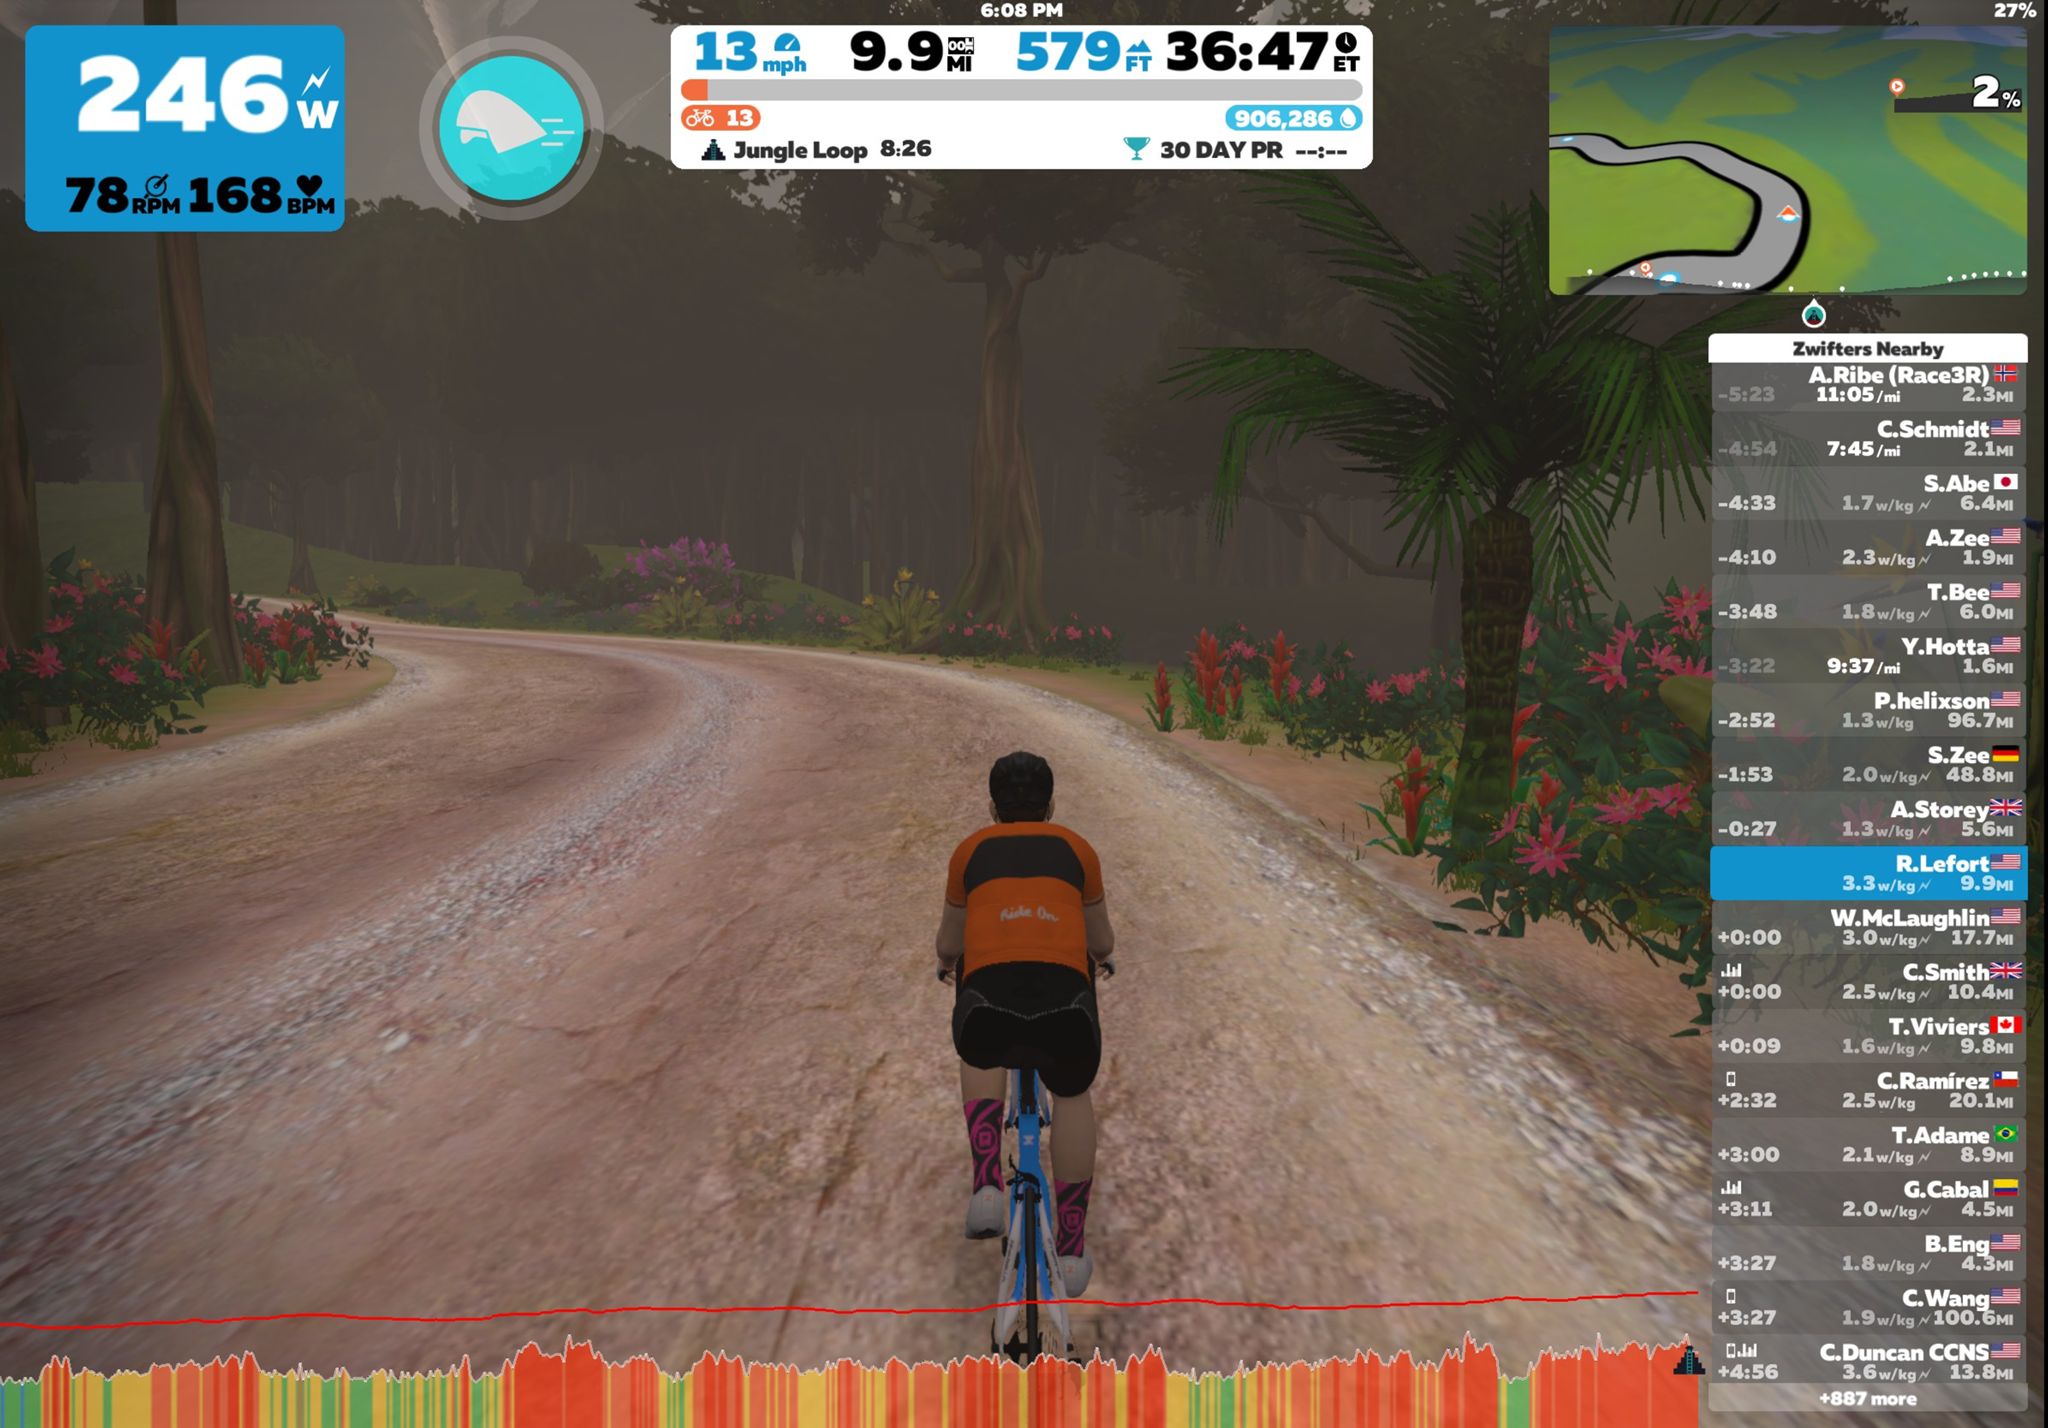 6:08 PM
27%
246 W
78 RPM 168 BPM
13 mph 9.9 MI 579 FT 36:47 ET
13
906,286
Jungle Loop 8:26
30 DAY PR --:--
2%
Zwifters Nearby
A.Ribe (Race3R)
-5:23 11:05/mi 2.3MI
C.Schmidt
-4:54 7:45/mi 2.1MI
S.Abe
-4:33 1.7w/kg 6.4MI
A.Zee
-4:10 2.3w/kg 1.9MI
T.Bee
-3:48 1.8w/kg 6.0MI
Y.Hotta
-3:22 9:37/mi 1.6MI
P.helixson
-2:52 1.3w/kg 96.7MI
S.Zee
-1:53 2.0w/kg 48.8MI
A.Storey
-0:27 1.3w/kg 5.6MI
R.Lefort
3.3w/kg 9.9MI
W.McLaughlin
+0:00 3.0w/kg 17.7MI
C.Smith
+0:00 2.5w/kg 10.4MI
T.Viviers
+0:09 1.6w/kg 9.8MI
C.Ramírez
+2:32 2.5w/kg 20.1MI
T.Adame
+3:00 2.1w/kg 8.9MI
G.Cabal
+3:11 2.0w/kg 4.5MI
B.Eng
+3:27 1.8w/kg 4.3MI
C.Wang
+3:27 1.9w/kg 100.6MI
C.Duncan CCNS
+4:56 3.6w/kg 13.8MI
+887 more
Ride On